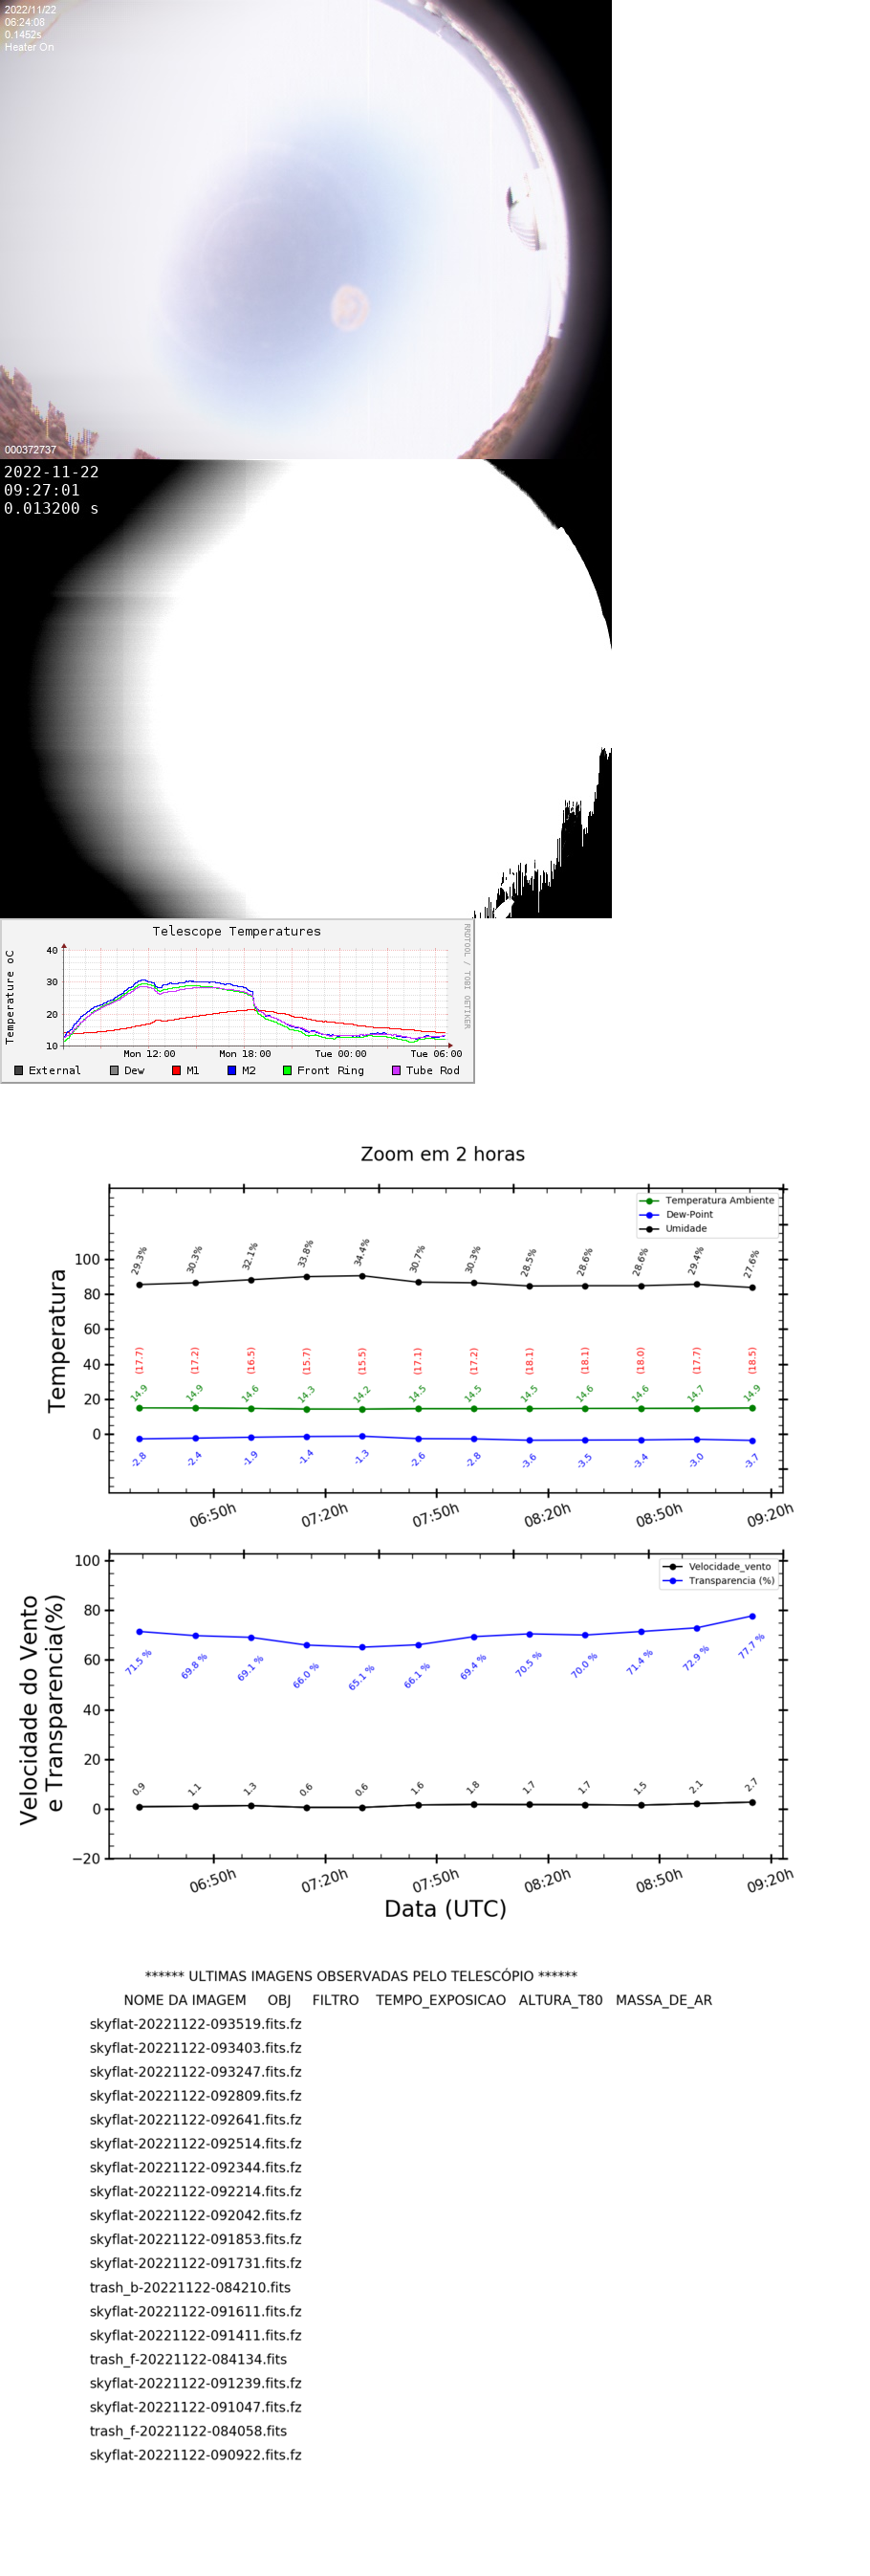 2022/11/22
06:24:08
0.1452s
Heater On
000372737
2022-11-22
09:27:01
0.013200 s
Telescope Temperatures
RRDTOOL / TOBI OETIKER
Temperature oC
40
30
20
10
Mon 12:00 Mon 18:00 Tue 00:00 Tue 06:00
External Dew M1 M2 Front Ring Tube Rod
Zoom em 2 horas
Temperatura Ambiente
Dew-Point
Umidade
Temperatura
100
80
60
40
20
0
29.3% 30.3% 32.1% 33.8% 34.4% 30.7% 30.3% 28.5% 28.6% 28.6% 29.4% 27.6%
(17.7) (17.2) (16.5) (15.7) (15.5) (17.1) (17.2) (18.1) (18.1) (18.0) (17.7) (18.5)
14.9 14.9 14.6 14.3 14.2 14.5 14.5 14.5 14.6 14.6 14.7 14.9
-2.8 -2.4 -1.9 -1.4 -1.3 -2.6 -2.8 -3.6 -3.5 -3.4 -3.0 -3.7
06:50h 07:20h 07:50h 08:20h 08:50h 09:20h
Velocidade_vento
Transparencia (%)
Velocidade do Vento
e Transparencia(%)
100
80
60
40
20
0
−20
71.5 % 69.8 % 69.1 % 66.0 % 65.1 % 66.1 % 69.4 % 70.5 % 70.0 % 71.4 % 72.9 % 77.7 %
0.9 1.1 1.3 0.6 0.6 1.6 1.8 1.7 1.7 1.5 2.1 2.7
06:50h 07:20h 07:50h 08:20h 08:50h 09:20h
Data (UTC)
****** ULTIMAS IMAGENS OBSERVADAS PELO TELESCÓPIO ******
NOME DA IMAGEM OBJ FILTRO TEMPO_EXPOSICAO ALTURA_T80 MASSA_DE_AR
skyflat-20221122-093519.fits.fz
skyflat-20221122-093403.fits.fz
skyflat-20221122-093247.fits.fz
skyflat-20221122-092809.fits.fz
skyflat-20221122-092641.fits.fz
skyflat-20221122-092514.fits.fz
skyflat-20221122-092344.fits.fz
skyflat-20221122-092214.fits.fz
skyflat-20221122-092042.fits.fz
skyflat-20221122-091853.fits.fz
skyflat-20221122-091731.fits.fz
trash_b-20221122-084210.fits
skyflat-20221122-091611.fits.fz
skyflat-20221122-091411.fits.fz
trash_f-20221122-084134.fits
skyflat-20221122-091239.fits.fz
skyflat-20221122-091047.fits.fz
trash_f-20221122-084058.fits
skyflat-20221122-090922.fits.fz